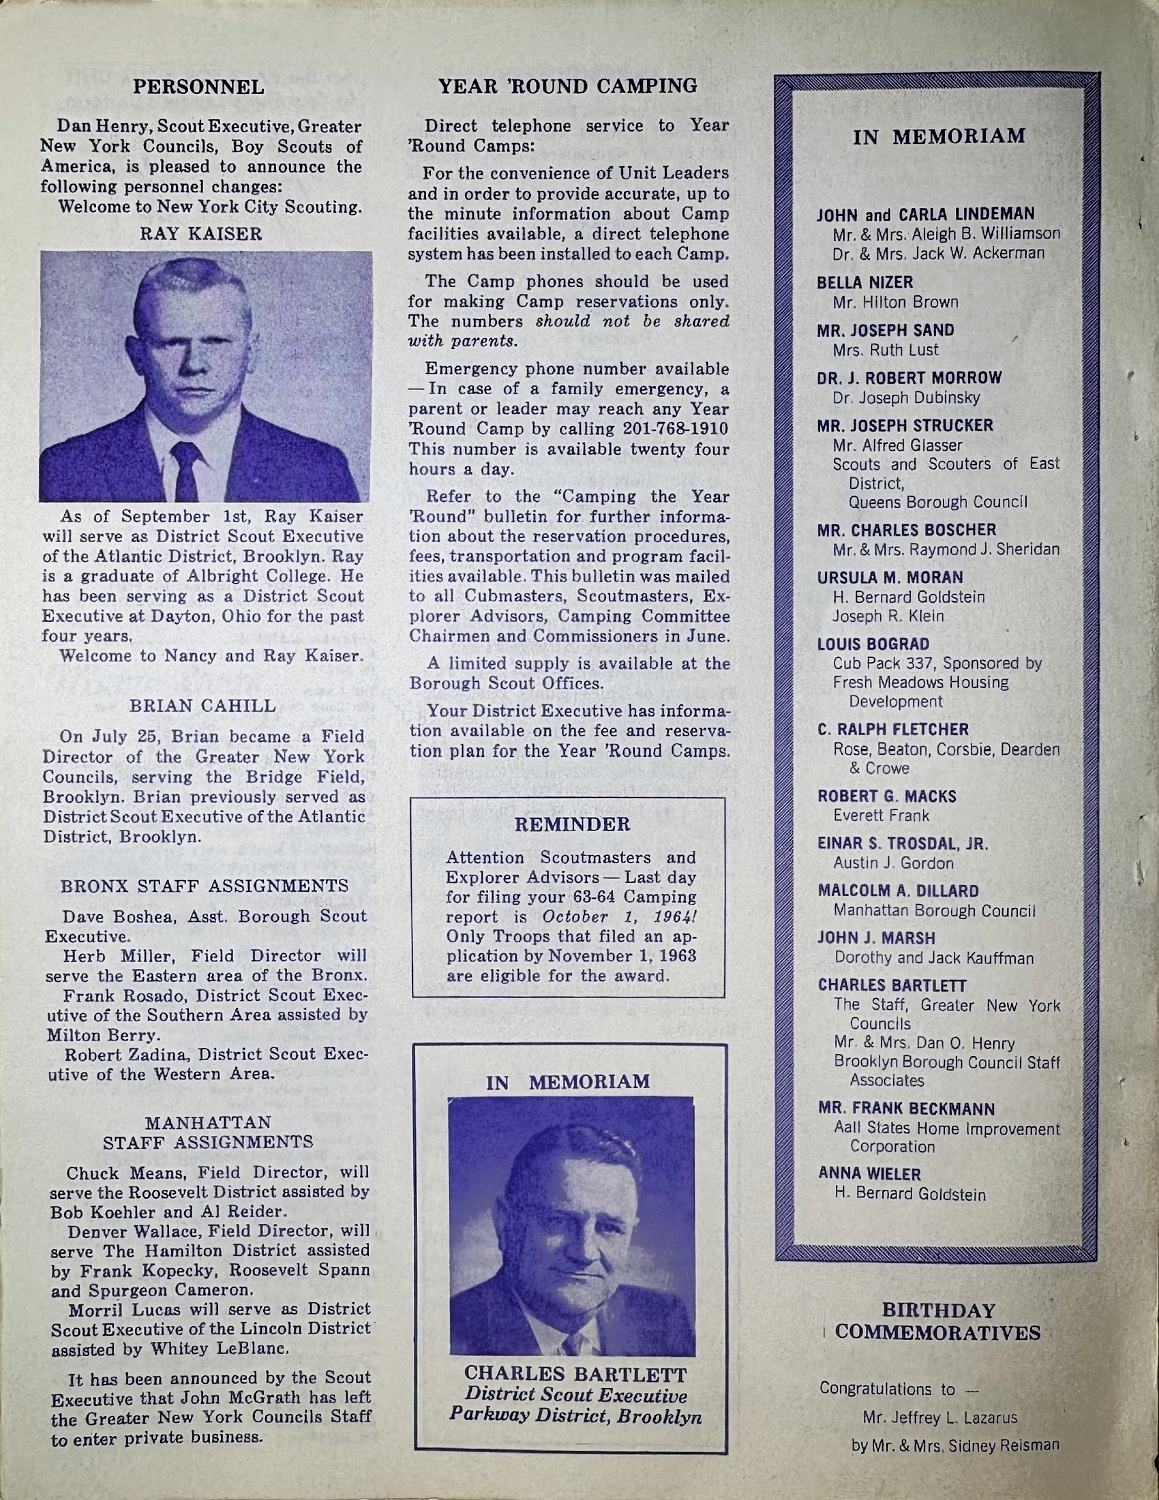 PERSONNEL
Dan Henry, Scout Executive, Greater
New York Councils, Boy Scouts of
America, is pleased to announce the
following personnel changes:
Welcome to New York City Scouting.
RAY KAISER
As of September 1st, Ray Kaiser
will serve as District Scout Executive
of the Atlantic District, Brooklyn. Ray
is a graduate of Albright College. He
has been serving as a District Scout
Executive at Dayton, Ohio for the past
four years.
Welcome to Nancy and Ray Kaiser.
BRIAN CAHILL
On July 25, Brian became a Field
Director of the Greater New York
Councils, serving the Bridge Field,
Brooklyn. Brian previously served as
District Scout Executive of the Atlantic
District, Brooklyn.
BRONX STAFF ASSIGNMENTS
Dave Boshea, Asst. Borough Scout
Executive.
Herb Miller, Field Director will
serve the Eastern area of the Bronx.
Frank Rosado, District Scout Exec-
utive of the Southern Area assisted by
Milton Berry.
Robert Zadina, District Scout Exec-
utive of the Western Area.
MANHATTAN
STAFF ASSIGNMENTS
Chuck Means, Field Director, will
serve the Roosevelt District assisted by
Bob Koehler and Al Reider.
Denver Wallace, Field Director, will
serve The Hamilton District assisted
by Frank Kopecky, Roosevelt Spann
and Spurgeon Cameron.
Morril Lucas will serve as District
Scout Executive of the Lincoln District
assisted by Whitey LeBlanc.
It has been announced by the Scout
Executive that John McGrath has left
the Greater New York Councils Staff
to enter private business.
YEAR 'ROUND CAMPING
Direct telephone service to Year
'Round Camps:
For the convenience of Unit Leaders
and in order to provide accurate, up to
the minute information about Camp
facilities available, a direct telephone
system has been installed to each Camp.
The Camp phones should be used
for making Camp reservations only.
The numbers should not be shared
with parents.
Emergency phone number available
—In case of a family emergency, a
parent or leader may reach any Year
'Round Camp by calling 201-768-1910
This number is available twenty four
hours a day.
Refer to the "Camping the Year
'Round" bulletin for further informa-
tion about the reservation procedures,
fees, transportation and program facil-
ities available. This bulletin was mailed
to all Cubmasters, Scoutmasters, Ex-
plorer Advisors, Camping Committee
Chairmen and Commissioners in June.
A limited supply is available at the
Borough Scout Offices.
Your District Executive has informa-
tion available on the fee and reserva-
tion plan for the Year 'Round Camps.
REMINDER
Attention Scoutmasters and
Explorer Advisors—Last day
for filing your 63-64 Camping
report is October 1, 1964!
Only Troops that filed an ap-
plication by November 1, 1963
are eligible for the award.
IN MEMORIAM
CHARLES BARTLETT
District Scout Executive
Parkway District, Brooklyn
IN MEMORIAM
JOHN and CARLA LINDEMAN
Mr. & Mrs. Aleigh B. Williamson
Dr. & Mrs. Jack W. Ackerman
BELLA NIZER
Mr. Hilton Brown
MR. JOSEPH SAND
Mrs. Ruth Lust
DR. J. ROBERT MORROW
Dr. Joseph Dubinsky
MR. JOSEPH STRUCKER
Mr. Alfred Glasser
Scouts and Scouters of East
District,
Queens Borough Council
MR. CHARLES BOSCHER
Mr. & Mrs. Raymond J. Sheridan
URSULA M. MORAN
H. Bernard Goldstein
Joseph R. Klein
LOUIS BOGRAD
Cub Pack 337, Sponsored by
Fresh Meadows Housing
Development
C. RALPH FLETCHER
Rose, Beaton, Corsbie, Dearden
& Crowe
ROBERT G. MACKS
Everett Frank
EINAR S. TROSDAL, JR.
Austin J. Gordon
MALCOLM A. DILLARD
Manhattan Borough Council
JOHN J. MARSH
Dorothy and Jack Kauffman
CHARLES BARTLETT
The Staff, Greater New York
Councils
Mr. & Mrs. Dan O. Henry
Brooklyn Borough Council Staff
Associates
MR. FRANK BECKMANN
Aall States Home Improvement
Corporation
ANNA WIELER
H. Bernard Goldstein
BIRTHDAY
COMMEMORATIVES
Congratulations to —
Mr. Jeffrey L. Lazarus
by Mr. & Mrs. Sidney Reisman